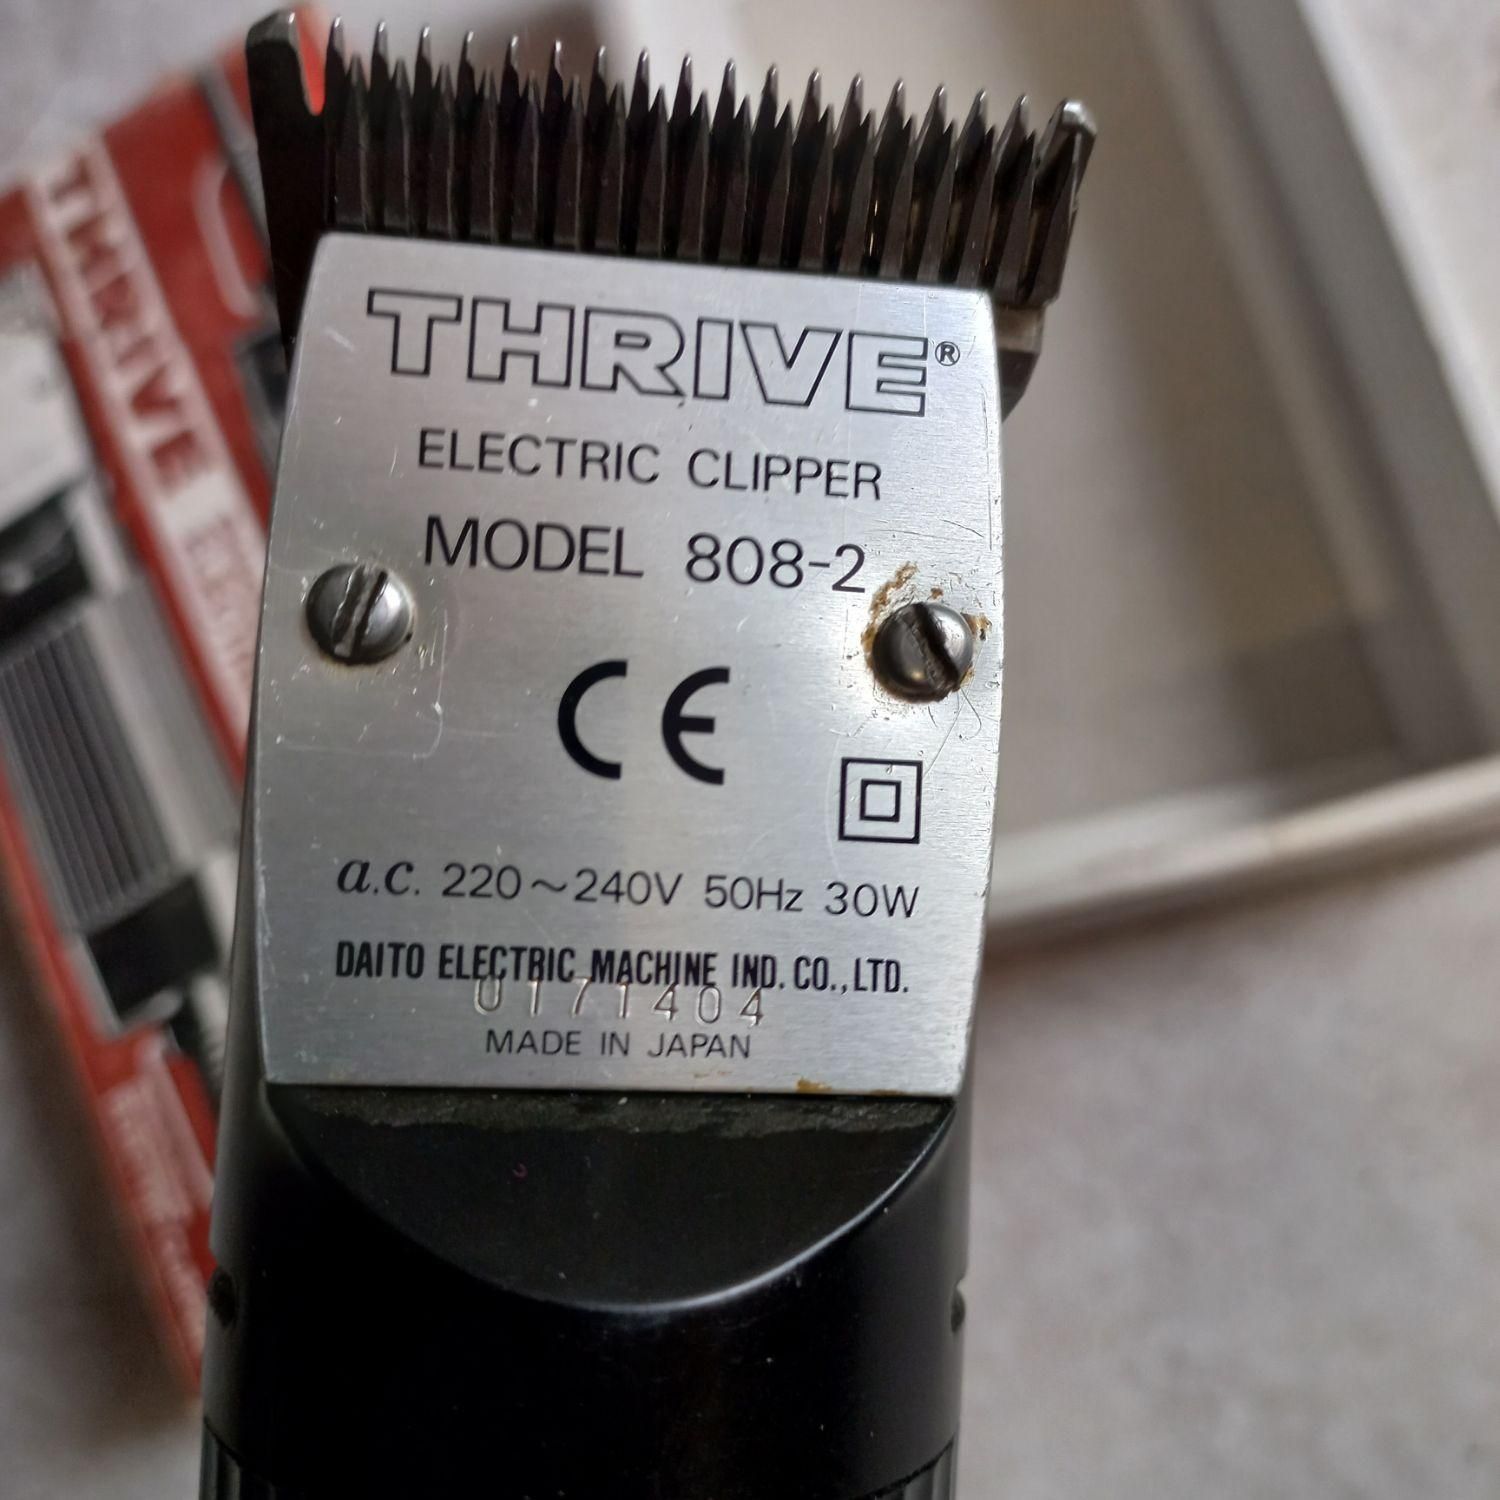 THRIVE®
ELECTRIC CLIPPER
MODEL 808-2
CE
a.c. 220~240V 50Hz 30W
DAITO ELECTRIC MACHINE IND. CO., LTD.
0171404
MADE IN JAPAN
THRIVE